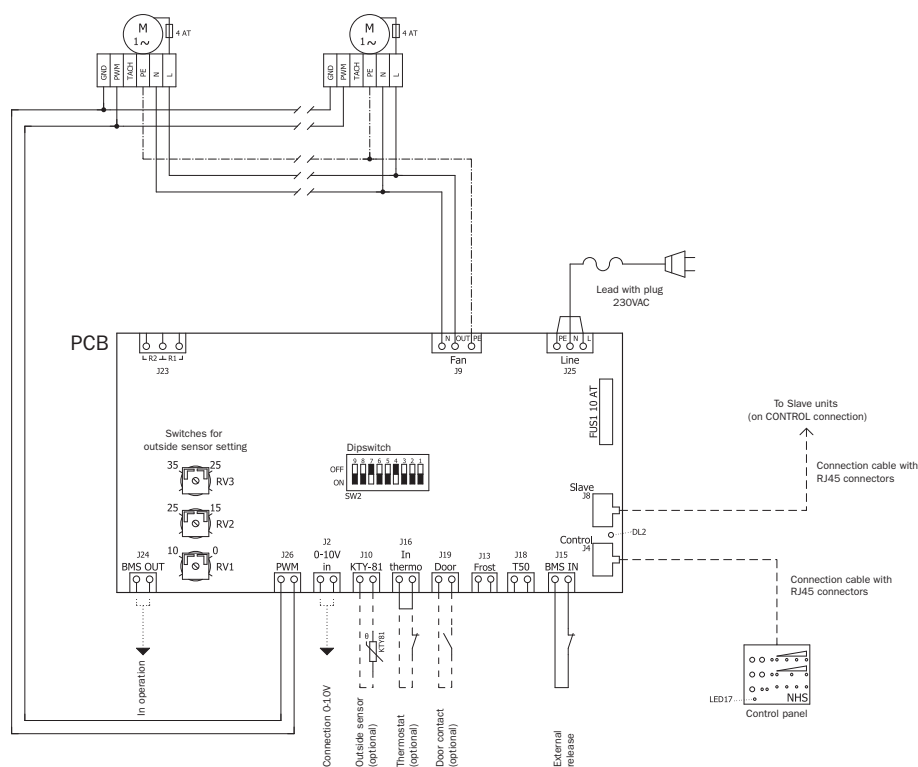 M
1~
4 AT
M
1~
4 AT
GND
PWM
TACH
PE
N
L
GND
PWM
TACH
PE
N
L
Lead with plug
230VAC
PCB
R2
R1
J23
N
OUT
PE
Fan
J9
PE
N
L
Line
J25
FUS1 10 AT
To Slave units
(on CONTROL connection)
Switches for
outside sensor setting
35
25
RV3
25
15
RV2
10
0
RV1
Dipswitch
9 8 7 6 5 4 3 2 1
OFF
ON
SW2
Connection cable with
RJ45 connectors
Slave
J8
DL2
Control
J4
J24
BMS OUT
J26
PWM
J2
0-10V
in
J10
KTY-81
J16
In
thermo
J19
Door
J13
Frost
J18
T50
J15
BMS IN
Connection cable with
RJ45 connectors
θ
KTY81
In operation
Connection 0-10V
Outside sensor
(optional)
Thermostat
(optional)
Door contact
(optional)
External
release
LED17
NHS
Control panel